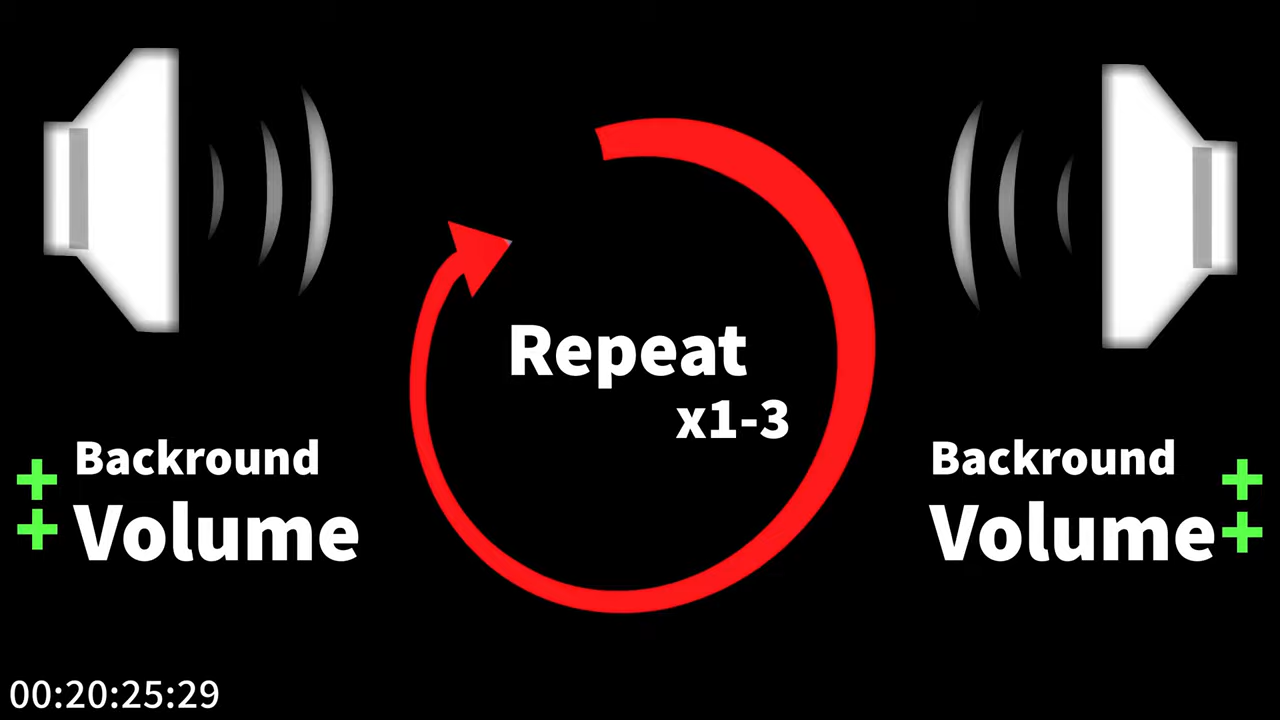 Repeat
x1-3
Backround
+
+
Volume
Backround
+
Volume
+
00:20:25:29